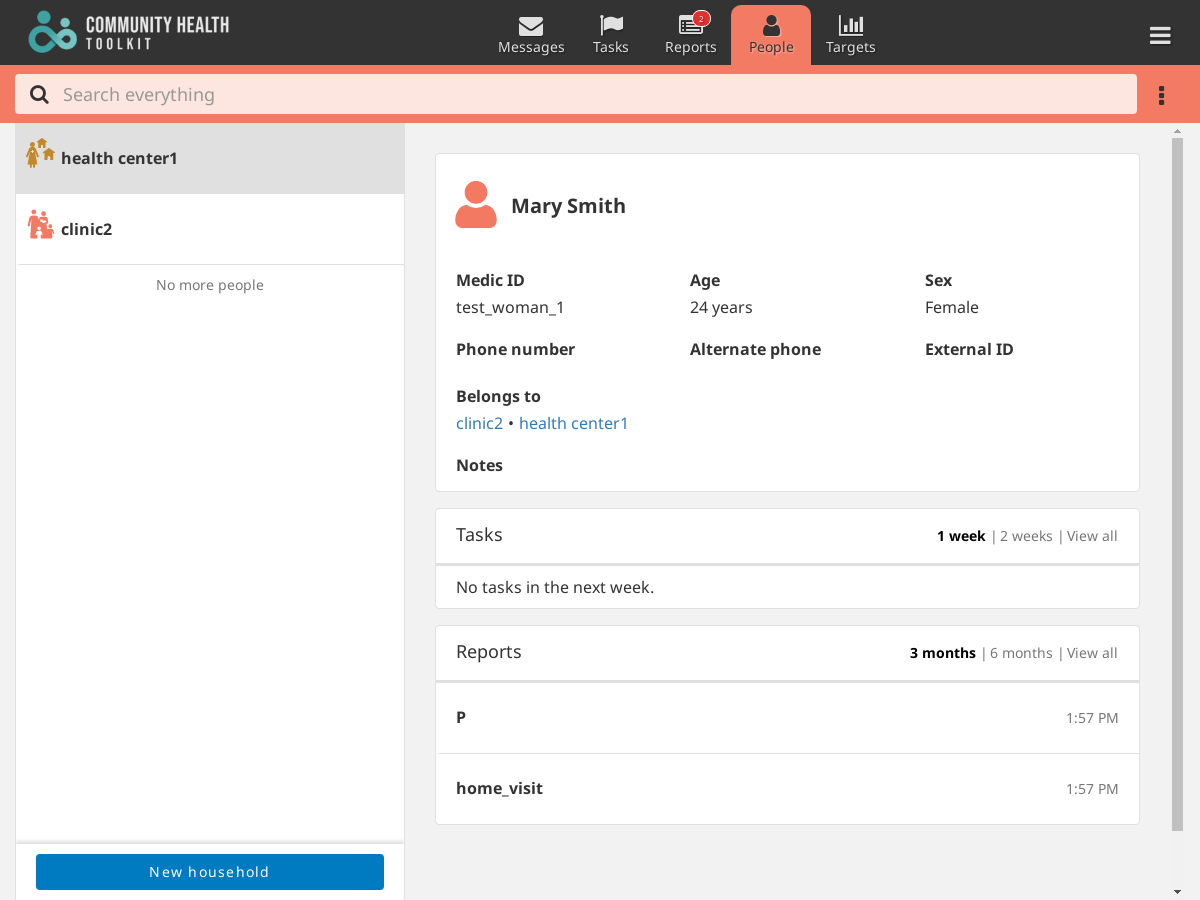 COMMUNITY HEALTH
TOOLKIT
Messages
Tasks
2
Reports
People
Targets
Search everything
health center1
clinic2
No more people
New household
Mary Smith
Medic ID
test_woman_1
Age
24 years
Sex
Female
Phone number
Alternate phone
External ID
Belongs to
clinic2 • health center1
Notes
Tasks
1 week | 2 weeks | View all
No tasks in the next week.
Reports
3 months | 6 months | View all
P
1:57 PM
home_visit
1:57 PM